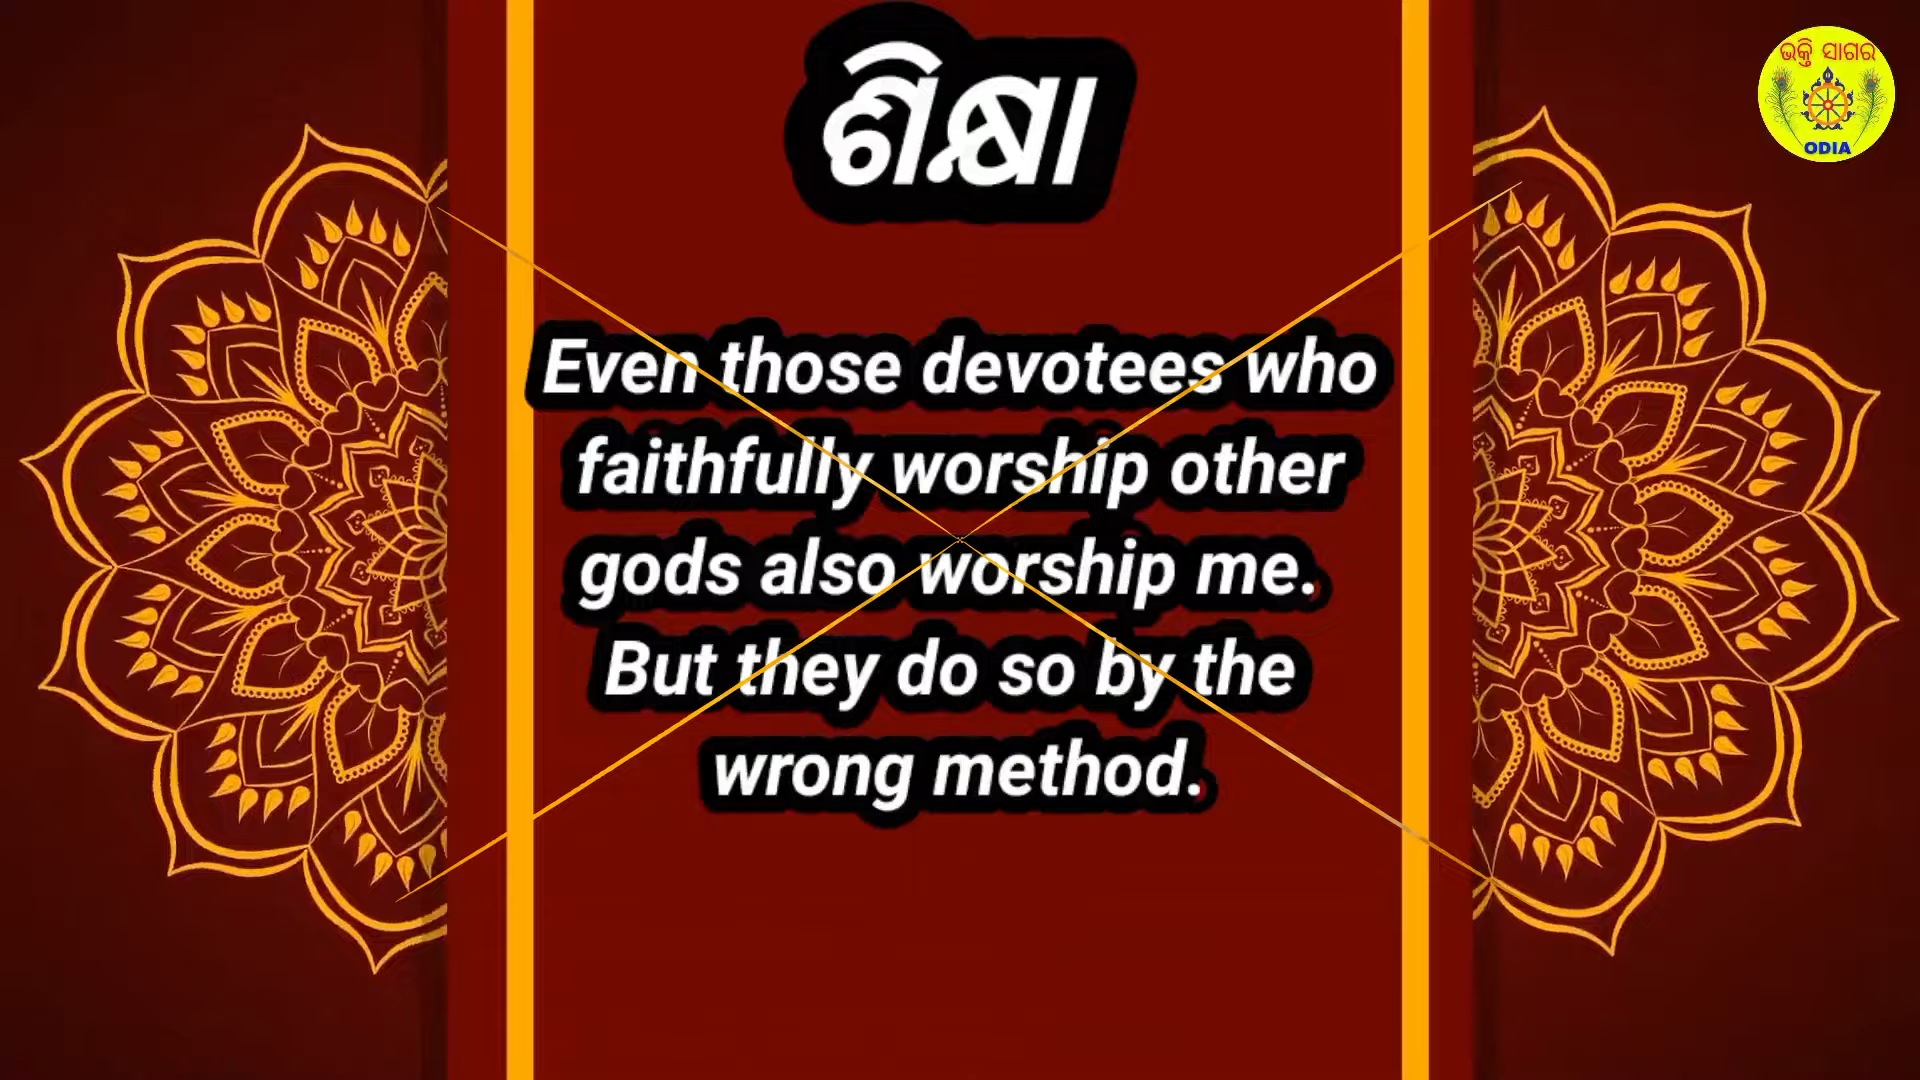 ଶିକ୍ଷା
ଭକ୍ତି ସାଗର
ODIA
Even those devotees who
faithfully worship other
gods also worship me.
But they do so by the
wrong method.